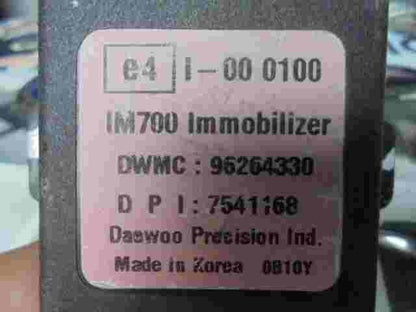 e4 I-00 0100
IM700 Immobilizer
DWMC : 96264330
D P I : 7541168
Daewoo Precision Ind.
Made in Korea 0810Y